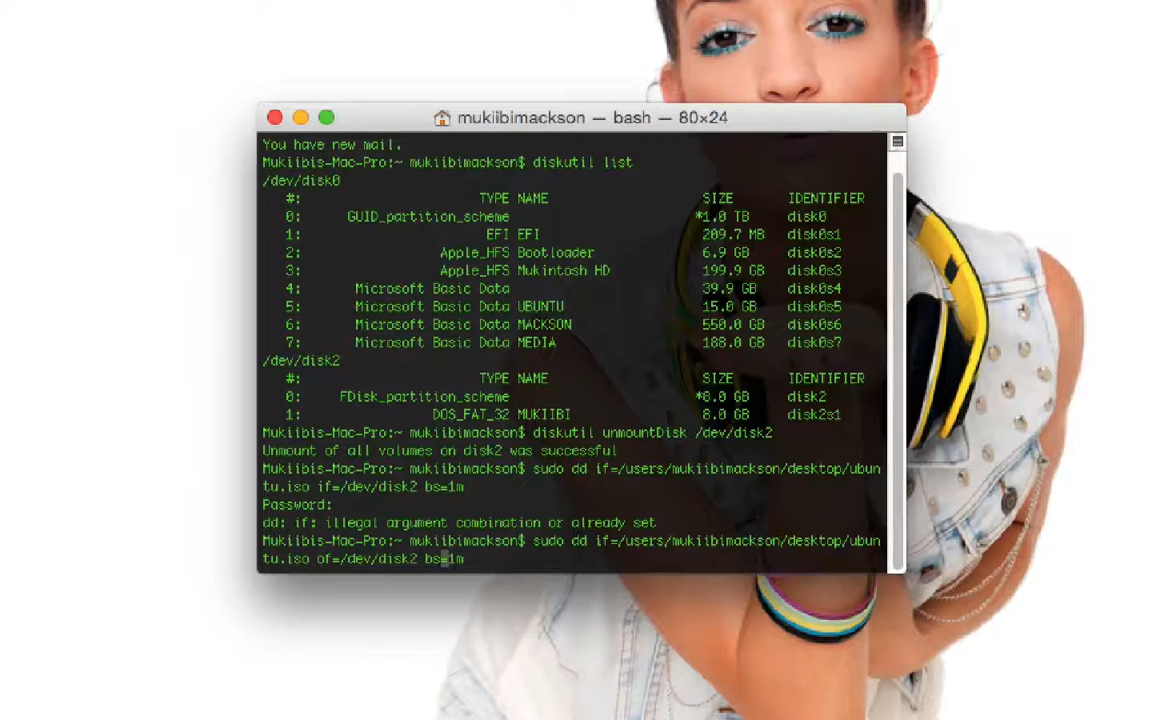 mukiibimackson — bash — 80×24
You have new mail.
Mukiibis-Mac-Pro:~ mukiibimackson$ diskutil list
/dev/disk0
#: TYPE NAME SIZE IDENTIFIER
0: GUID_partition_scheme *1.0 TB disk0
1: EFI EFI 209.7 MB disk0s1
2: Apple_HFS Bootloader 6.9 GB disk0s2
3: Apple_HFS Mukintosh HD 199.9 GB disk0s3
4: Microsoft Basic Data 39.9 GB disk0s4
5: Microsoft Basic Data UBUNTU 15.0 GB disk0s5
6: Microsoft Basic Data MACKSON 550.0 GB disk0s6
7: Microsoft Basic Data MEDIA 188.0 GB disk0s7
/dev/disk2
#: TYPE NAME SIZE IDENTIFIER
0: FDisk_partition_scheme *8.0 GB disk2
1: DOS_FAT_32 MUKIIBI 8.0 GB disk2s1
Mukiibis-Mac-Pro:~ mukiibimackson$ diskutil unmountDisk /dev/disk2
Unmount of all volumes on disk2 was successful
Mukiibis-Mac-Pro:~ mukiibimackson$ sudo dd if=/users/mukiibimackson/desktop/ubun
tu.iso if=/dev/disk2 bs=1m
Password:
dd: if: illegal argument combination or already set
Mukiibis-Mac-Pro:~ mukiibimackson$ sudo dd if=/users/mukiibimackson/desktop/ubun
tu.iso of=/dev/disk2 bs=1m